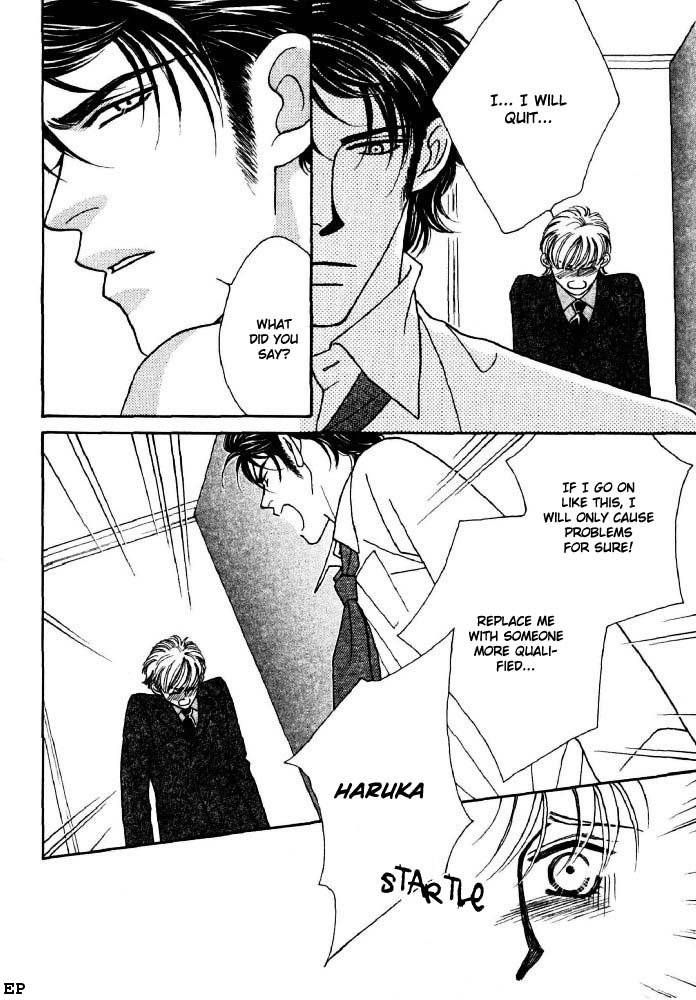 I... I WILL
QUIT...
WHAT
DID YOU
SAY?
IF I GO ON
LIKE THIS, I
WILL ONLY CAUSE
PROBLEMS
FOR SURE!
REPLACE ME
WITH SOMEONE
MORE QUALI-
FIED...
HARUKA
STARTLE
EP